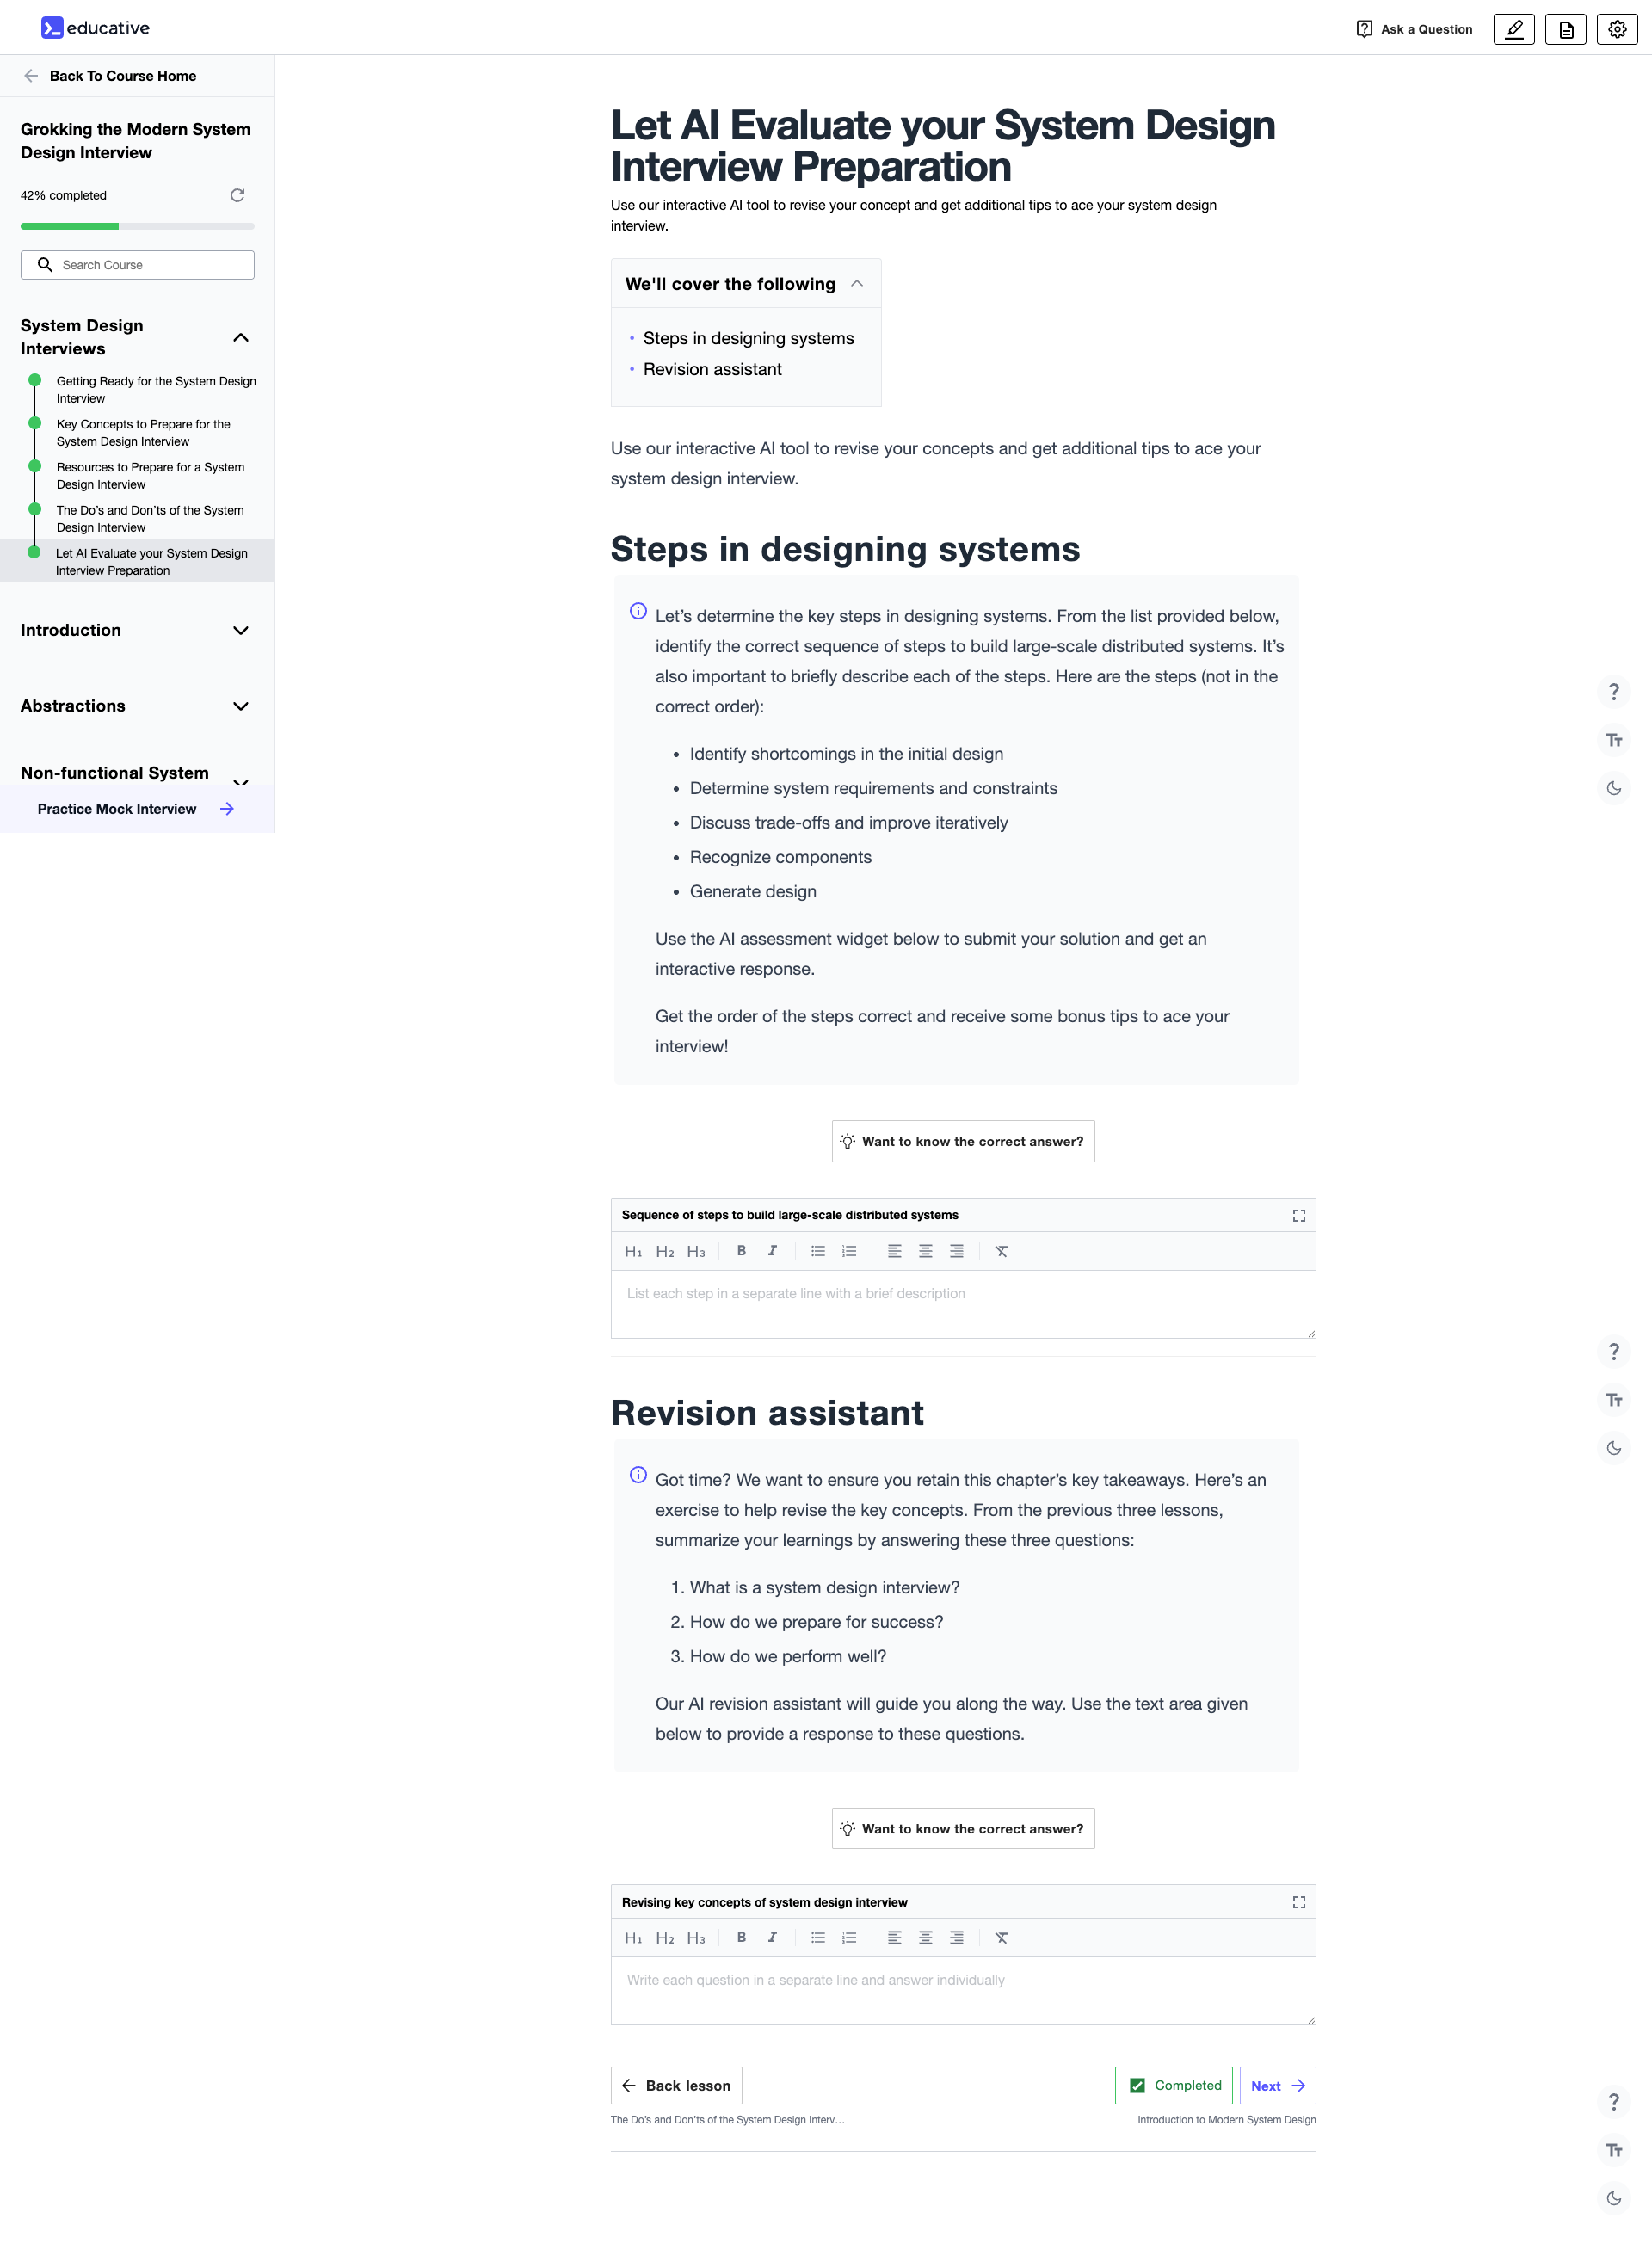 educative
Ask a Question
Back To Course Home
Grokking the Modern System
Design Interview
42% completed
Search Course
System Design
Interviews
Getting Ready for the System Design
Interview
Key Concepts to Prepare for the
System Design Interview
Resources to Prepare for a System
Design Interview
The Do’s and Don’ts of the System
Design Interview
Let AI Evaluate your System Design
Interview Preparation
Introduction
Abstractions
Non-functional System
Practice Mock Interview
Let AI Evaluate your System Design
Interview Preparation
Use our interactive AI tool to revise your concept and get additional tips to ace your system design
interview.
We'll cover the following
• Steps in designing systems
• Revision assistant
Use our interactive AI tool to revise your concepts and get additional tips to ace your
system design interview.
Steps in designing systems
Let’s determine the key steps in designing systems. From the list provided below,
identify the correct sequence of steps to build large-scale distributed systems. It’s
also important to briefly describe each of the steps. Here are the steps (not in the
correct order):
• Identify shortcomings in the initial design
• Determine system requirements and constraints
• Discuss trade-offs and improve iteratively
• Recognize components
• Generate design
Use the AI assessment widget below to submit your solution and get an
interactive response.
Get the order of the steps correct and receive some bonus tips to ace your
interview!
Want to know the correct answer?
Sequence of steps to build large-scale distributed systems
H1 H2 H3 B I
List each step in a separate line with a brief description
Revision assistant
Got time? We want to ensure you retain this chapter’s key takeaways. Here’s an
exercise to help revise the key concepts. From the previous three lessons,
summarize your learnings by answering these three questions:
1. What is a system design interview?
2. How do we prepare for success?
3. How do we perform well?
Our AI revision assistant will guide you along the way. Use the text area given
below to provide a response to these questions.
Want to know the correct answer?
Revising key concepts of system design interview
H1 H2 H3 B I
Write each question in a separate line and answer individually
Back lesson
Completed
Next
The Do’s and Don’ts of the System Design Interv...
Introduction to Modern System Design
?
Tт
?
Tт
?
Tт